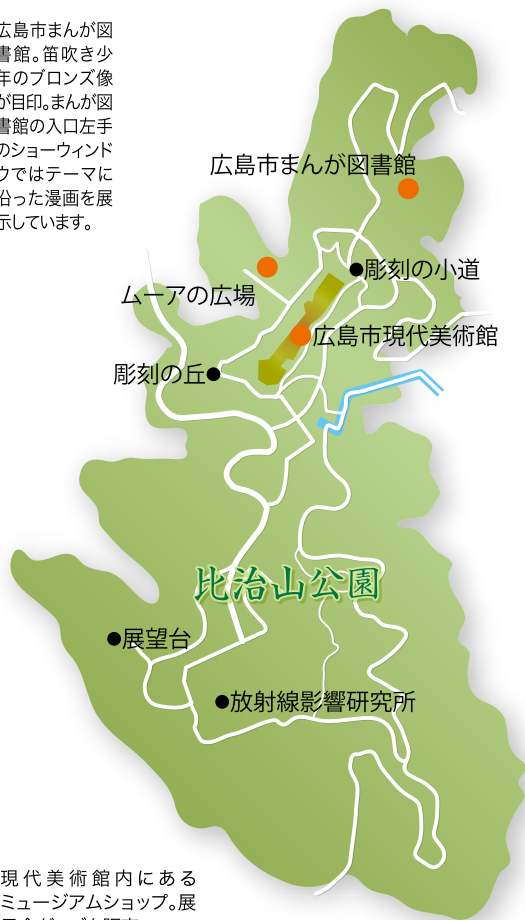 広島市まんが図
書館。笛吹き少
年のブロンズ像
が目印。まんが図
書館の入口左手
のショーウィンド
ウではテーマに
沿った漫画を展
示しています。
広島市まんが図書館
彫刻の小道
ムーアの広場
広島市現代美術館
彫刻の丘
比治山公園
展望台
放射線影響研究所
現代美術館内にある
ミュージアムショップ。展